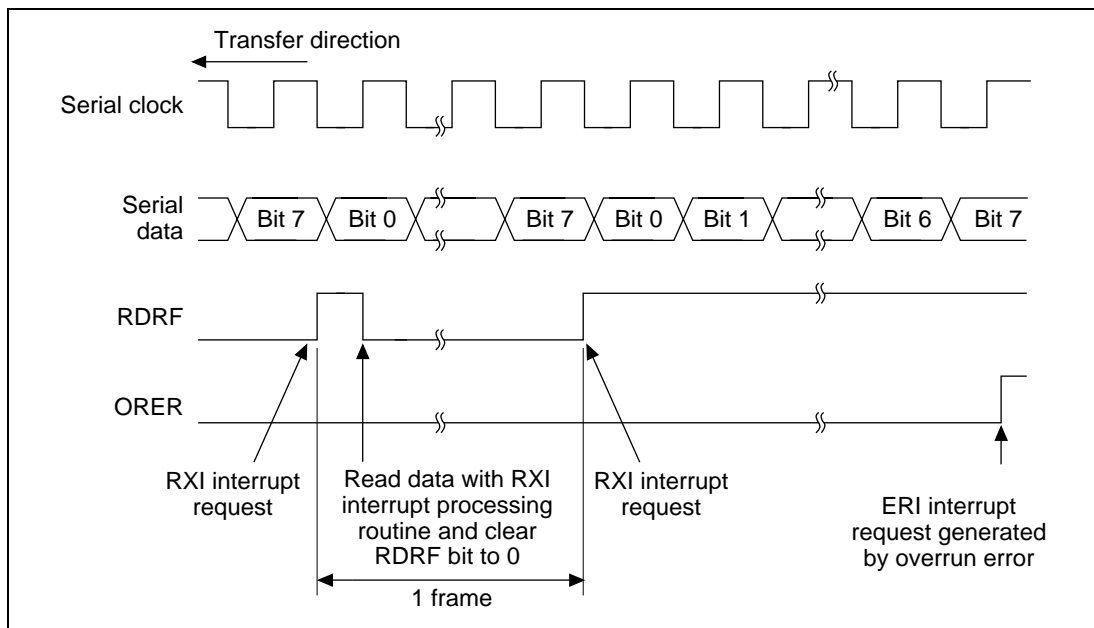 Transfer direction
Serial clock
Serial
data
Bit 7
Bit 0
Bit 7
Bit 0
Bit 1
Bit 6
Bit 7
RDRF
ORER
RXI interrupt
request
Read data with RXI
interrupt processing
routine and clear
RDRF bit to 0
RXI interrupt
request
ERI interrupt
request generated
by overrun error
1 frame